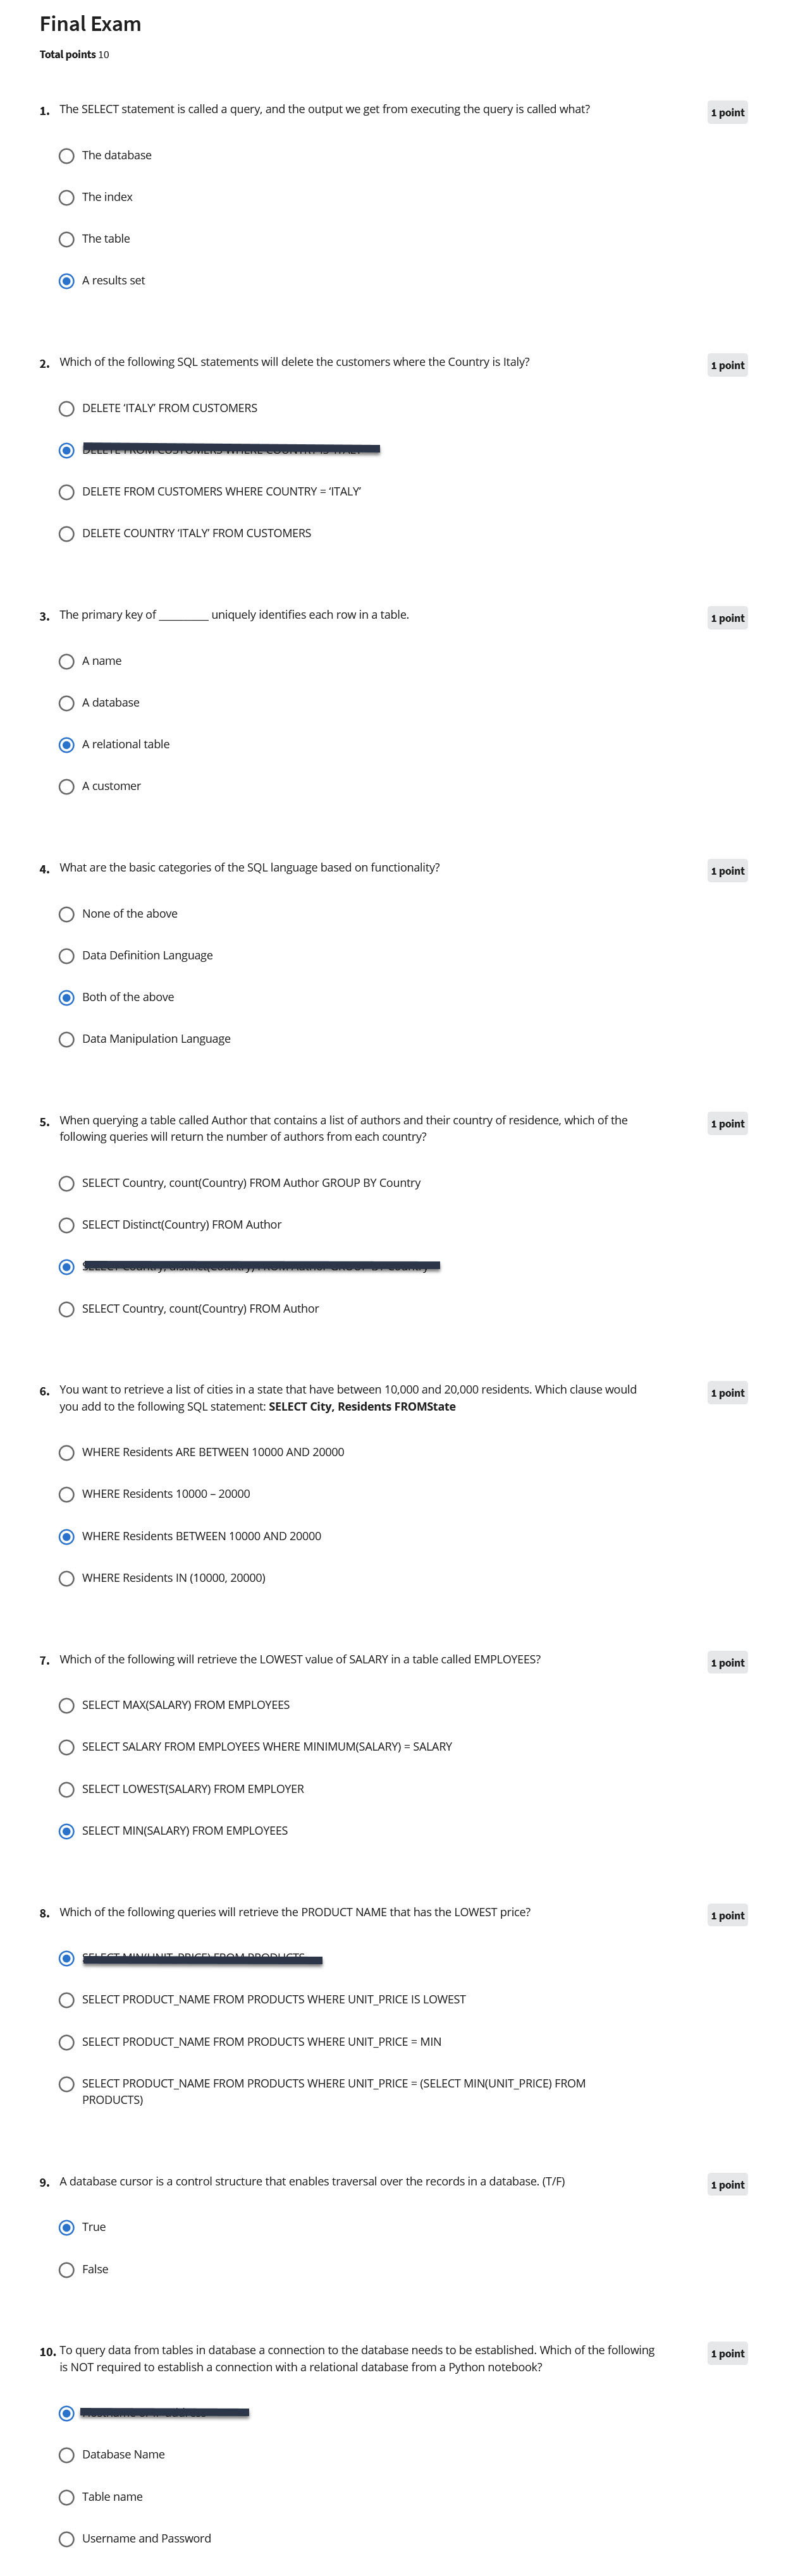 Final Exam
Total points 10
1. The SELECT statement is called a query, and the output we get from executing the query is called what?
1 point
The database
The index
The table
A results set
2. Which of the following SQL statements will delete the customers where the Country is Italy?
1 point
DELETE ‘ITALY’ FROM CUSTOMERS
DELETE FROM CUSTOMERS WHERE COUNTRY = ‘ITALY’
DELETE COUNTRY ‘ITALY’ FROM CUSTOMERS
3. The primary key of _________ uniquely identifies each row in a table.
1 point
A name
A database
A relational table
A customer
4. What are the basic categories of the SQL language based on functionality?
1 point
None of the above
Data Definition Language
Both of the above
Data Manipulation Language
5. When querying a table called Author that contains a list of authors and their country of residence, which of the
1 point
following queries will return the number of authors from each country?
SELECT Country, count(Country) FROM Author GROUP BY Country
SELECT Distinct(Country) FROM Author
SELECT Country, count(Country) FROM Author
6. You want to retrieve a list of cities in a state that have between 10,000 and 20,000 residents. Which clause would
1 point
you add to the following SQL statement: SELECT City, Residents FROMState
WHERE Residents ARE BETWEEN 10000 AND 20000
WHERE Residents 10000 – 20000
WHERE Residents BETWEEN 10000 AND 20000
WHERE Residents IN (10000, 20000)
7. Which of the following will retrieve the LOWEST value of SALARY in a table called EMPLOYEES?
1 point
SELECT MAX(SALARY) FROM EMPLOYEES
SELECT SALARY FROM EMPLOYEES WHERE MINIMUM(SALARY) = SALARY
SELECT LOWEST(SALARY) FROM EMPLOYER
SELECT MIN(SALARY) FROM EMPLOYEES
8. Which of the following queries will retrieve the PRODUCT NAME that has the LOWEST price?
1 point
SELECT PRODUCT_NAME FROM PRODUCTS WHERE UNIT_PRICE IS LOWEST
SELECT PRODUCT_NAME FROM PRODUCTS WHERE UNIT_PRICE = MIN
SELECT PRODUCT_NAME FROM PRODUCTS WHERE UNIT_PRICE = (SELECT MIN(UNIT_PRICE) FROM
PRODUCTS)
9. A database cursor is a control structure that enables traversal over the records in a database. (T/F)
1 point
True
False
10. To query data from tables in database a connection to the database needs to be established. Which of the following
1 point
is NOT required to establish a connection with a relational database from a Python notebook?
Database Name
Table name
Username and Password